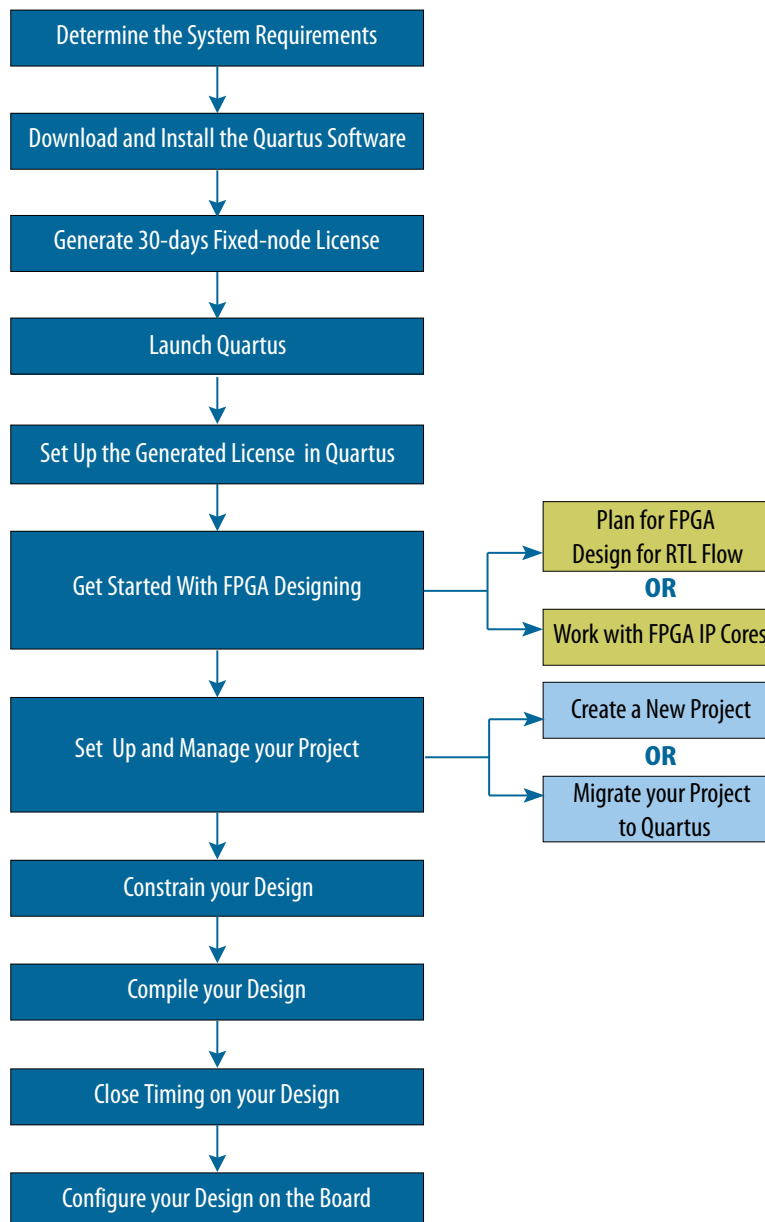 Determine the System Requirements
Download and Install the Quartus Software
Generate 30-days Fixed-node License
Launch Quartus
Set Up the Generated License in Quartus
Get Started With FPGA Designing
Plan for FPGA
Design for RTL Flow
OR
Work with FPGA IP Cores
Set Up and Manage your Project
Create a New Project
OR
Migrate your Project
to Quartus
Constrain your Design
Compile your Design
Close Timing on your Design
Configure your Design on the Board